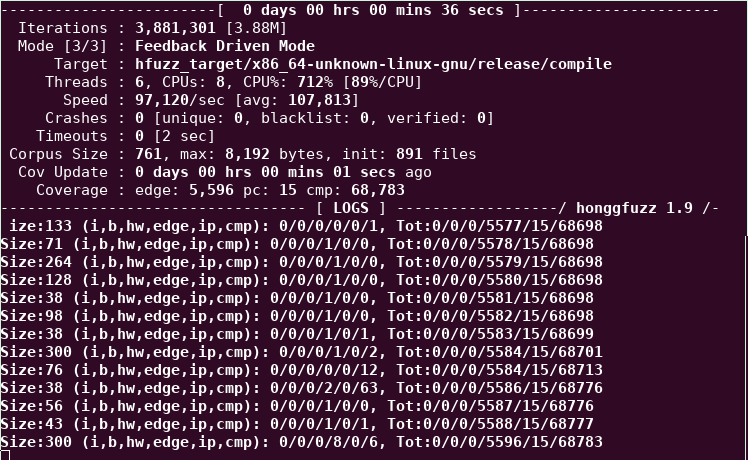 ------------------------[  0 days 00 hrs 00 mins 36 secs ]----------------------
  Iterations : 3,881,301 [3.88M]
  Mode [3/3] : Feedback Driven Mode
      Target : hfuzz_target/x86_64-unknown-linux-gnu/release/compile
     Threads : 6, CPUs: 8, CPU%: 712% [89%/CPU]
       Speed : 97,120/sec [avg: 107,813]
     Crashes : 0 [unique: 0, blacklist: 0, verified: 0]
    Timeouts : 0 [2 sec]
 Corpus Size : 761, max: 8,192 bytes, init: 891 files
  Cov Update : 0 days 00 hrs 00 mins 01 secs ago
    Coverage : edge: 5,596 pc: 15 cmp: 68,783
---------------------------------- [ LOGS ] ------------------/ honggfuzz 1.9 /-
 ize:133 (i,b,hw,edge,ip,cmp): 0/0/0/0/0/1, Tot:0/0/0/5577/15/68698
Size:71 (i,b,hw,edge,ip,cmp): 0/0/0/1/0/0, Tot:0/0/0/5578/15/68698
Size:264 (i,b,hw,edge,ip,cmp): 0/0/0/1/0/0, Tot:0/0/0/5579/15/68698
Size:128 (i,b,hw,edge,ip,cmp): 0/0/0/1/0/0, Tot:0/0/0/5580/15/68698
Size:38 (i,b,hw,edge,ip,cmp): 0/0/0/1/0/0, Tot:0/0/0/5581/15/68698
Size:98 (i,b,hw,edge,ip,cmp): 0/0/0/1/0/0, Tot:0/0/0/5582/15/68698
Size:38 (i,b,hw,edge,ip,cmp): 0/0/0/1/0/1, Tot:0/0/0/5583/15/68699
Size:300 (i,b,hw,edge,ip,cmp): 0/0/0/1/0/2, Tot:0/0/0/5584/15/68701
Size:76 (i,b,hw,edge,ip,cmp): 0/0/0/0/0/12, Tot:0/0/0/5584/15/68713
Size:38 (i,b,hw,edge,ip,cmp): 0/0/0/2/0/63, Tot:0/0/0/5586/15/68776
Size:56 (i,b,hw,edge,ip,cmp): 0/0/0/1/0/0, Tot:0/0/0/5587/15/68776
Size:43 (i,b,hw,edge,ip,cmp): 0/0/0/1/0/1, Tot:0/0/0/5588/15/68777
Size:300 (i,b,hw,edge,ip,cmp): 0/0/0/8/0/6, Tot:0/0/0/5596/15/68783